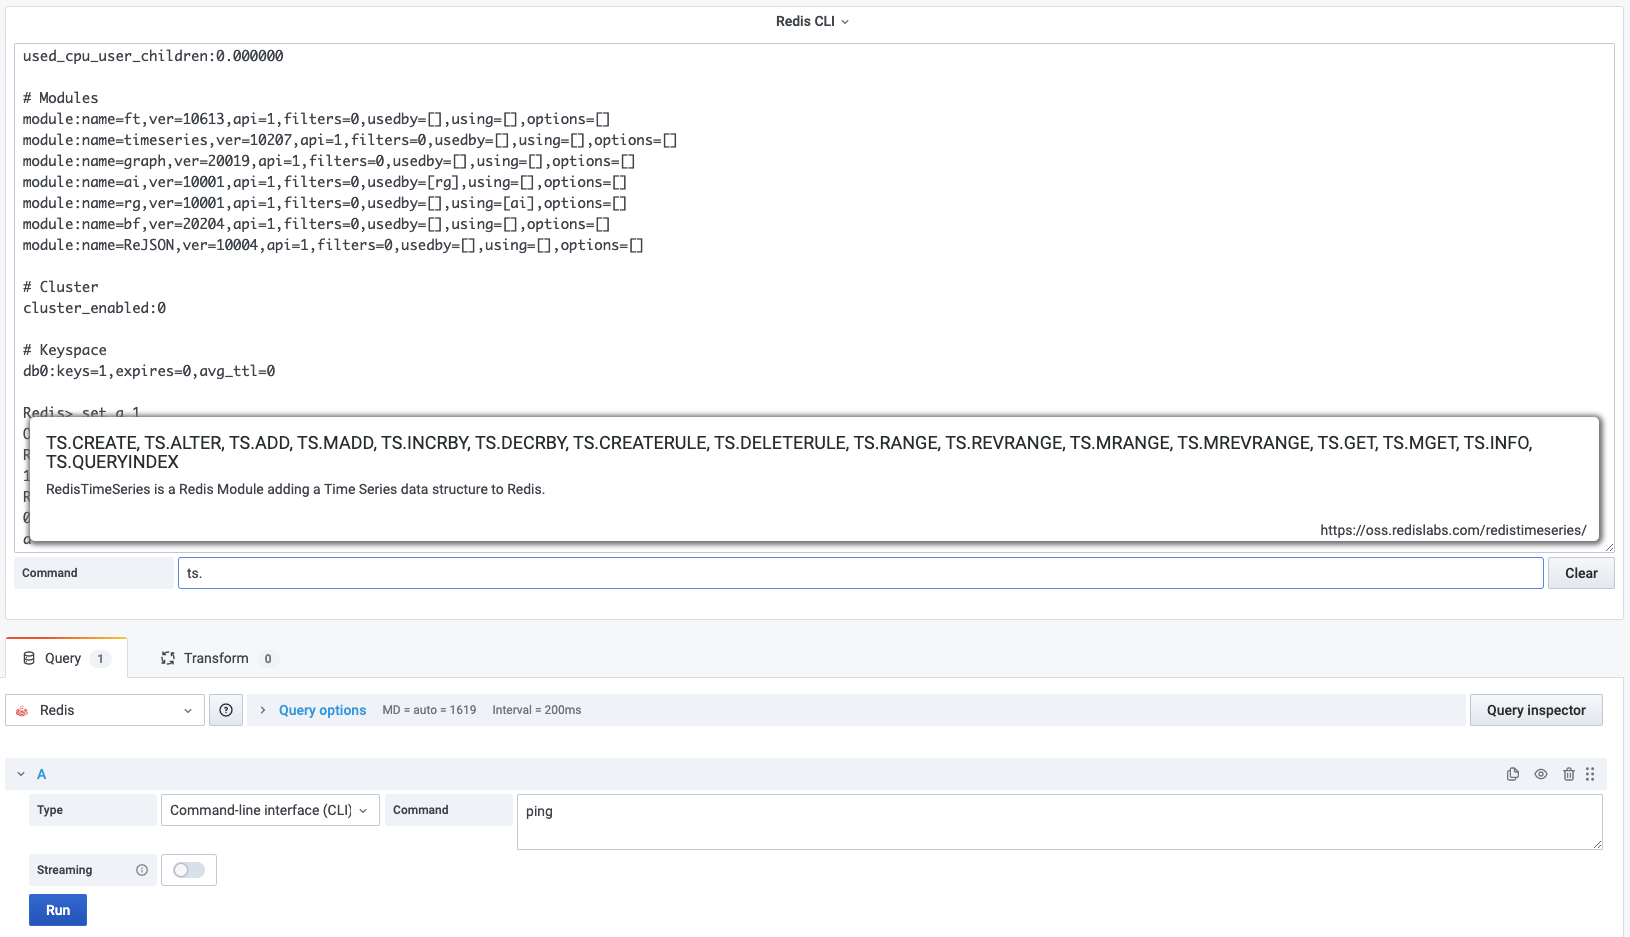 Redis CLI
used_cpu_user_children:0.000000
# Modules
module:name=ft,ver=10613,api=1,filters=0,usedby=[],using=[],options=[]
module:name=timeseries,ver=10207,api=1,filters=0,usedby=[],using=[],options=[]
module:name=graph,ver=20019,api=1,filters=0,usedby=[],using=[],options=[]
module:name=ai,ver=10001,api=1,filters=0,usedby=[rg],using=[],options=[]
module:name=rg,ver=10001,api=1,filters=0,usedby=[],using=[ai],options=[]
module:name=bf,ver=20204,api=1,filters=0,usedby=[],using=[],options=[]
module:name=ReJSON,ver=10004,api=1,filters=0,usedby=[],using=[],options=[]
# Cluster
cluster_enabled:0
# Keyspace
db0:keys=1,expires=0,avg_ttl=0
Redis> set a 1
TS.CREATE, TS.ALTER, TS.ADD, TS.MADD, TS.INCRBY, TS.DECRBY, TS.CREATERULE, TS.DELETERULE, TS.RANGE, TS.REVRANGE, TS.MRANGE, TS.MREVRANGE, TS.GET, TS.MGET, TS.INFO,
TS.QUERYINDEX
RedisTimeSeries is a Redis Module adding a Time Series data structure to Redis.
https://oss.redislabs.com/redistimeseries/
Command ts. Clear
Query 1 Transform 0
Redis Query options MD = auto = 1619 Interval = 200ms Query inspector
A
Type Command-line interface (CLI) Command ping
Streaming
Run